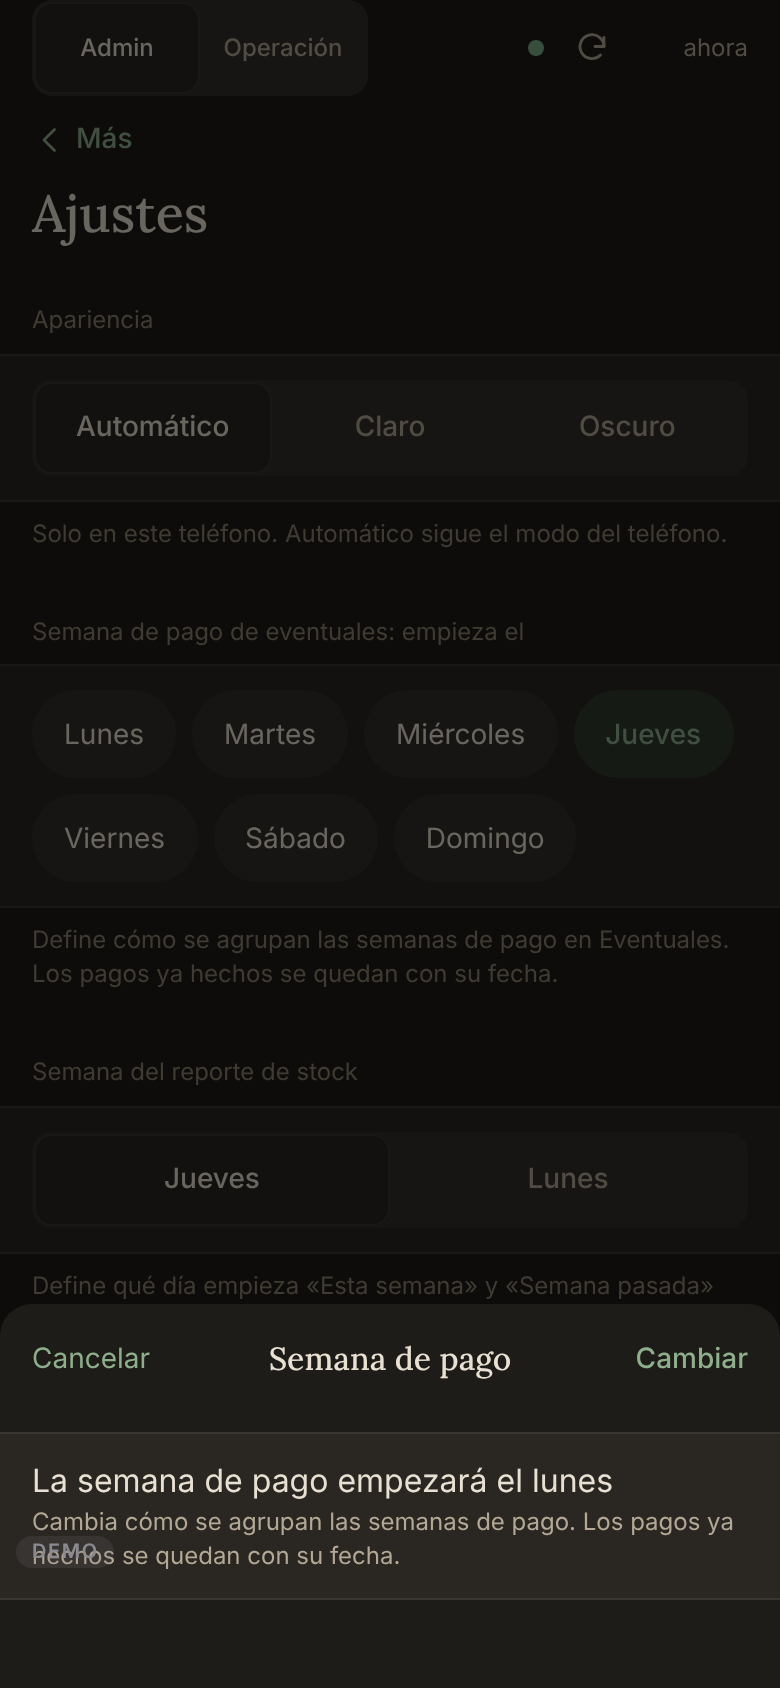 Admin
Operación
ahora
Más
Ajustes
Apariencia
Automático
Claro
Oscuro
Solo en este teléfono. Automático sigue el modo del teléfono.
Semana de pago de eventuales: empieza el
Lunes
Martes
Miércoles
Jueves
Viernes
Sábado
Domingo
Define cómo se agrupan las semanas de pago en Eventuales.
Los pagos ya hechos se quedan con su fecha.
Semana del reporte de stock
Jueves
Lunes
Define qué día empieza «Esta semana» y «Semana pasada»
Cancelar
Semana de pago
Cambiar
La semana de pago empezará el lunes
Cambia cómo se agrupan las semanas de pago. Los pagos ya
hechos se quedan con su fecha.
DEMO